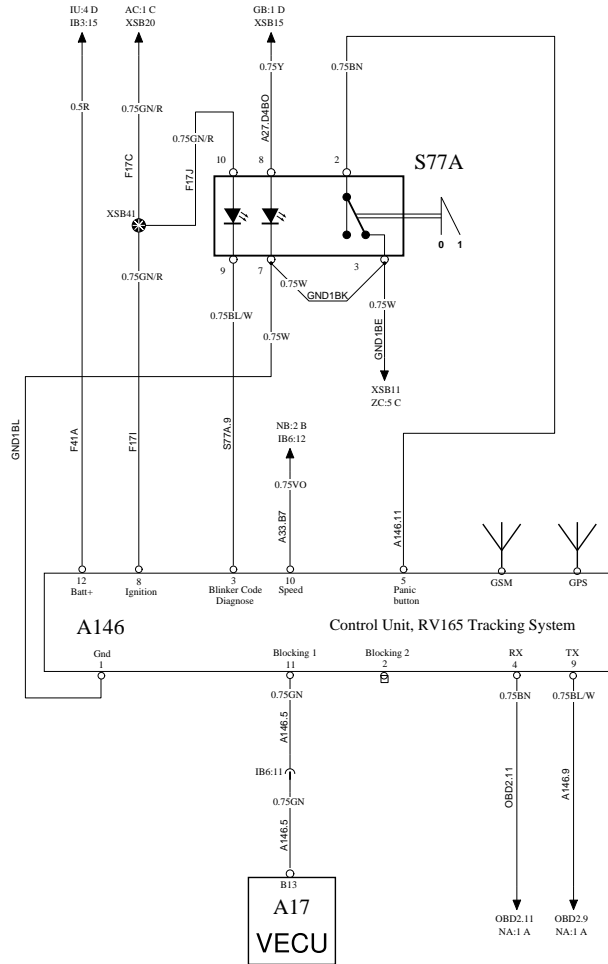 IU:4 D
IB3:15
AC:1 C
XSB20
GB:1 D
XSB15
0.75Y
0.75BN
0.5R
0.75GN/R
A27.D4BO
0.75GN/R
F17C
F17J
10
8
2
S77A
XSB41
0 1
9
7
3
0.75GN/R
0.75W
GND1BK
0.75W
0.75BL/W
0.75W
GND1BE
XSB11
ZC:5 C
GND1BL
F41A
F17I
S77A.9
NB:2 B
IB6:12
0.75VO
A33.B7
A146.11
12
Batt+
8
Ignition
3
Blinker Code
Diagnose
10
Speed
5
Panic
button
GSM
GPS
A146
Control Unit, RV165 Tracking System
Gnd
1
Blocking 1
11
Blocking 2
2
RX
4
TX
9
0.75GN
0.75BN
0.75BL/W
A146.5
IB6:11
OBD2.11
A146.9
0.75GN
A146.5
B13
A17
VECU
OBD2.11
NA:1 A
OBD2.9
NA:1 A